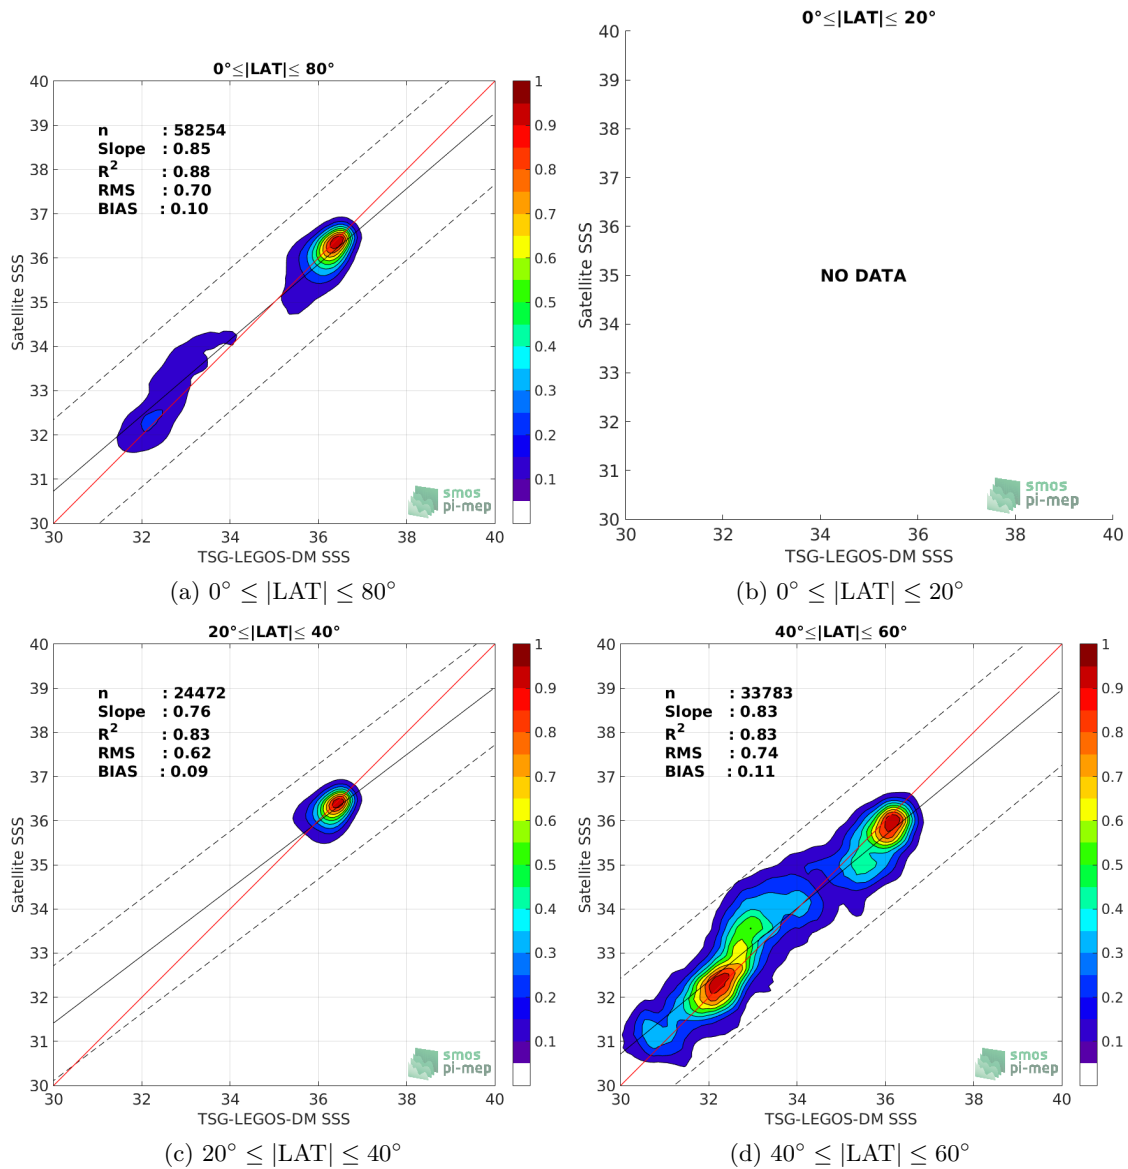 0°≤|LAT|≤ 80°
n : 58254
Slope : 0.85
R2 : 0.88
RMS : 0.70
BIAS : 0.10
40
39
38
37
36
35
34
33
32
31
30
Satellite SSS
30 32 34 36 38 40
TSG-LEGOS-DM SSS
1
0.9
0.8
0.7
0.6
0.5
0.4
0.3
0.2
0.1
smos
pi-mep
(a) 0° ≤ |LAT| ≤ 80°
0°≤|LAT|≤ 20°
40
39
38
37
36
35
34
33
32
31
30
Satellite SSS
NO DATA
30 32 34 36 38 40
TSG-LEGOS-DM SSS
smos
pi-mep
(b) 0° ≤ |LAT| ≤ 20°
20°≤|LAT|≤ 40°
n : 24472
Slope : 0.76
R2 : 0.83
RMS : 0.62
BIAS : 0.09
40
39
38
37
36
35
34
33
32
31
30
Satellite SSS
30 32 34 36 38 40
TSG-LEGOS-DM SSS
1
0.9
0.8
0.7
0.6
0.5
0.4
0.3
0.2
0.1
smos
pi-mep
(c) 20° ≤ |LAT| ≤ 40°
40°≤|LAT|≤ 60°
n : 33783
Slope : 0.83
R2 : 0.83
RMS : 0.74
BIAS : 0.11
40
39
38
37
36
35
34
33
32
31
30
Satellite SSS
30 32 34 36 38 40
TSG-LEGOS-DM SSS
1
0.9
0.8
0.7
0.6
0.5
0.4
0.3
0.2
0.1
smos
pi-mep
(d) 40° ≤ |LAT| ≤ 60°